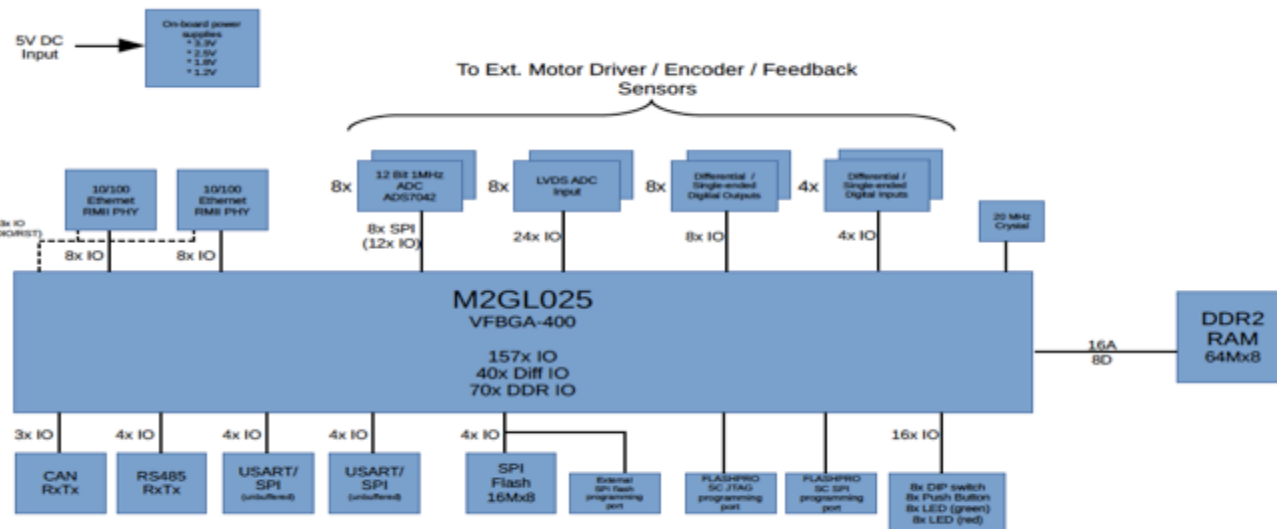 5V DC
Input
On-board power
supplies
* 3.3V
* 2.5V
* 1.8V
* 1.2V
To Ext. Motor Driver / Encoder / Feedback
Sensors
10/100
Ethernet
RMII PHY
10/100
Ethernet
RMII PHY
8x
12 Bit 1MHz
ADC
ADS7042
8x
LVDS ADC
Input
8x
Differential /
Single-ended
Digital Outputs
4x
Differential /
Single-ended
Digital Inputs
20 MHz
Crystal
3x IO
IO/RST)
8x IO
8x IO
8x SPI
(12x IO)
24x IO
8x IO
4x IO
M2GL025
VFBGA-400
157x IO
40x Diff IO
70x DDR IO
16A
8D
DDR2
RAM
64Mx8
3x IO
4x IO
4x IO
4x IO
4x IO
16x IO
CAN
RxTx
RS485
RxTx
USART/
SPI
(unbuffered)
USART/
SPI
(unbuffered)
SPI
Flash
16Mx8
External
SPI flash
programming
port
FLASHPRO
SC JTAG
programming
port
FLASHPRO
SC SPI
programming
port
8x DIP switch
8x Push Button
8x LED (green)
8x LED (red)